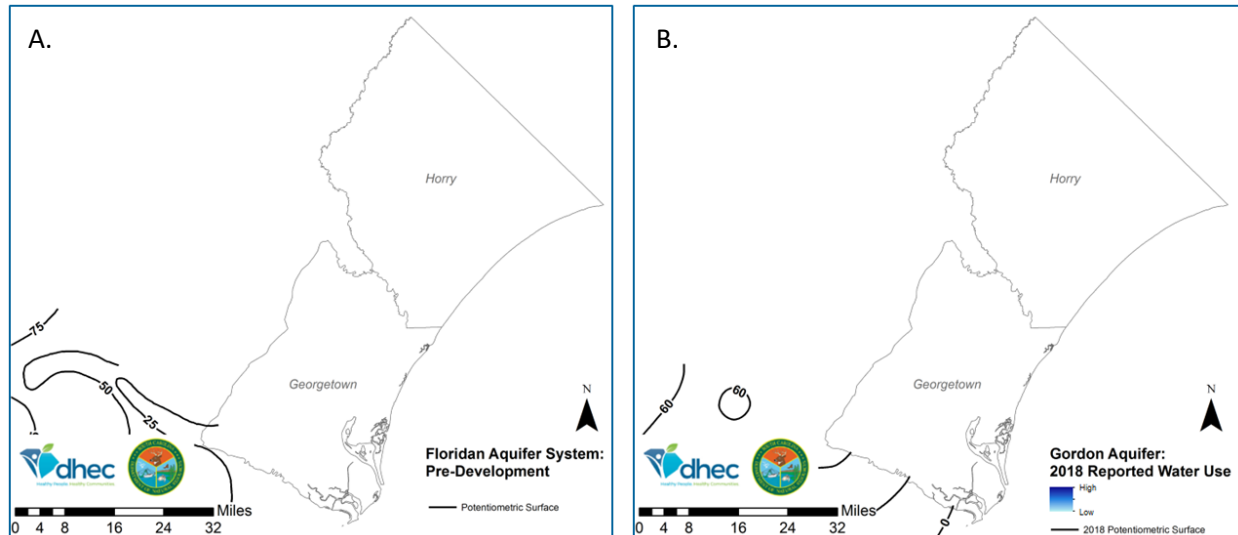 A.
Horry
Georgetown
75
50
25
N
dhec
Healthy People. Healthy Communities.
Floridan Aquifer System:
Pre-Development
Potentiometric Surface
Miles
0 4 8 16 24 32
B.
Horry
Georgetown
60
60
0
N
dhec
Healthy People. Healthy Communities.
Gordon Aquifer:
2018 Reported Water Use
High
Low
2018 Potentiometric Surface
Miles
0 4 8 16 24 32